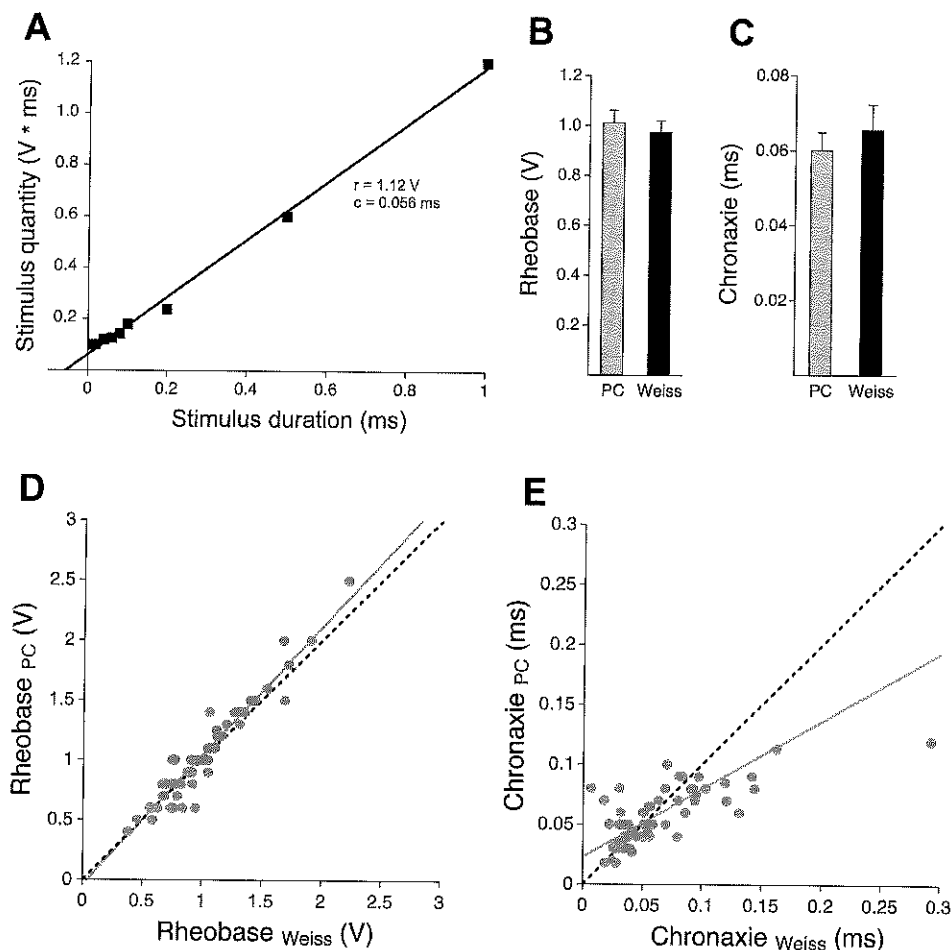 A
Stimulus quantity (V * ms)
1.2
1.0
0.8
0.6
0.4
0.2
r = 1.12 V
c = 0.056 ms
0 0.2 0.4 0.6 0.8 1
Stimulus duration (ms)
B
Rheobase (V)
1.2
1.0
0.8
0.6
0.4
0.2
PC Weiss
C
Chronaxie (ms)
0.08
0.06
0.04
0.02
PC Weiss
D
Rheobase PC (V)
3
2.5
2
1.5
1
0.5
0
0 0.5 1 1.5 2 2.5 3
Rheobase Weiss (V)
E
Chronaxie PC (ms)
0.3
0.25
0.2
0.15
0.1
0.05
0
0 0.05 0.1 0.15 0.2 0.25 0.3
Chronaxie Weiss (ms)